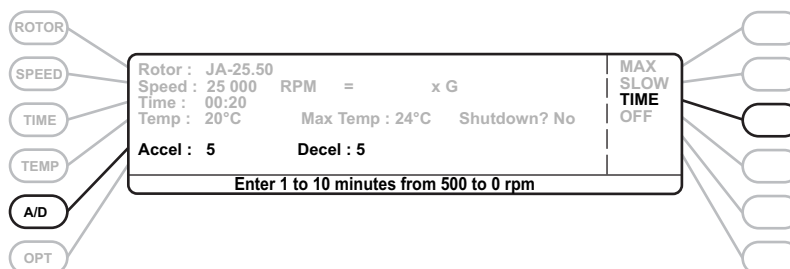 ROTOR
SPEED
TIME
TEMP
A/D
OPT
Rotor : JA-25.50
Speed : 25 000 RPM = x G
Time : 00:20
Temp : 20°C Max Temp : 24°C Shutdown? No
Accel : 5 Decel : 5
Enter 1 to 10 minutes from 500 to 0 rpm
MAX
SLOW
TIME
OFF